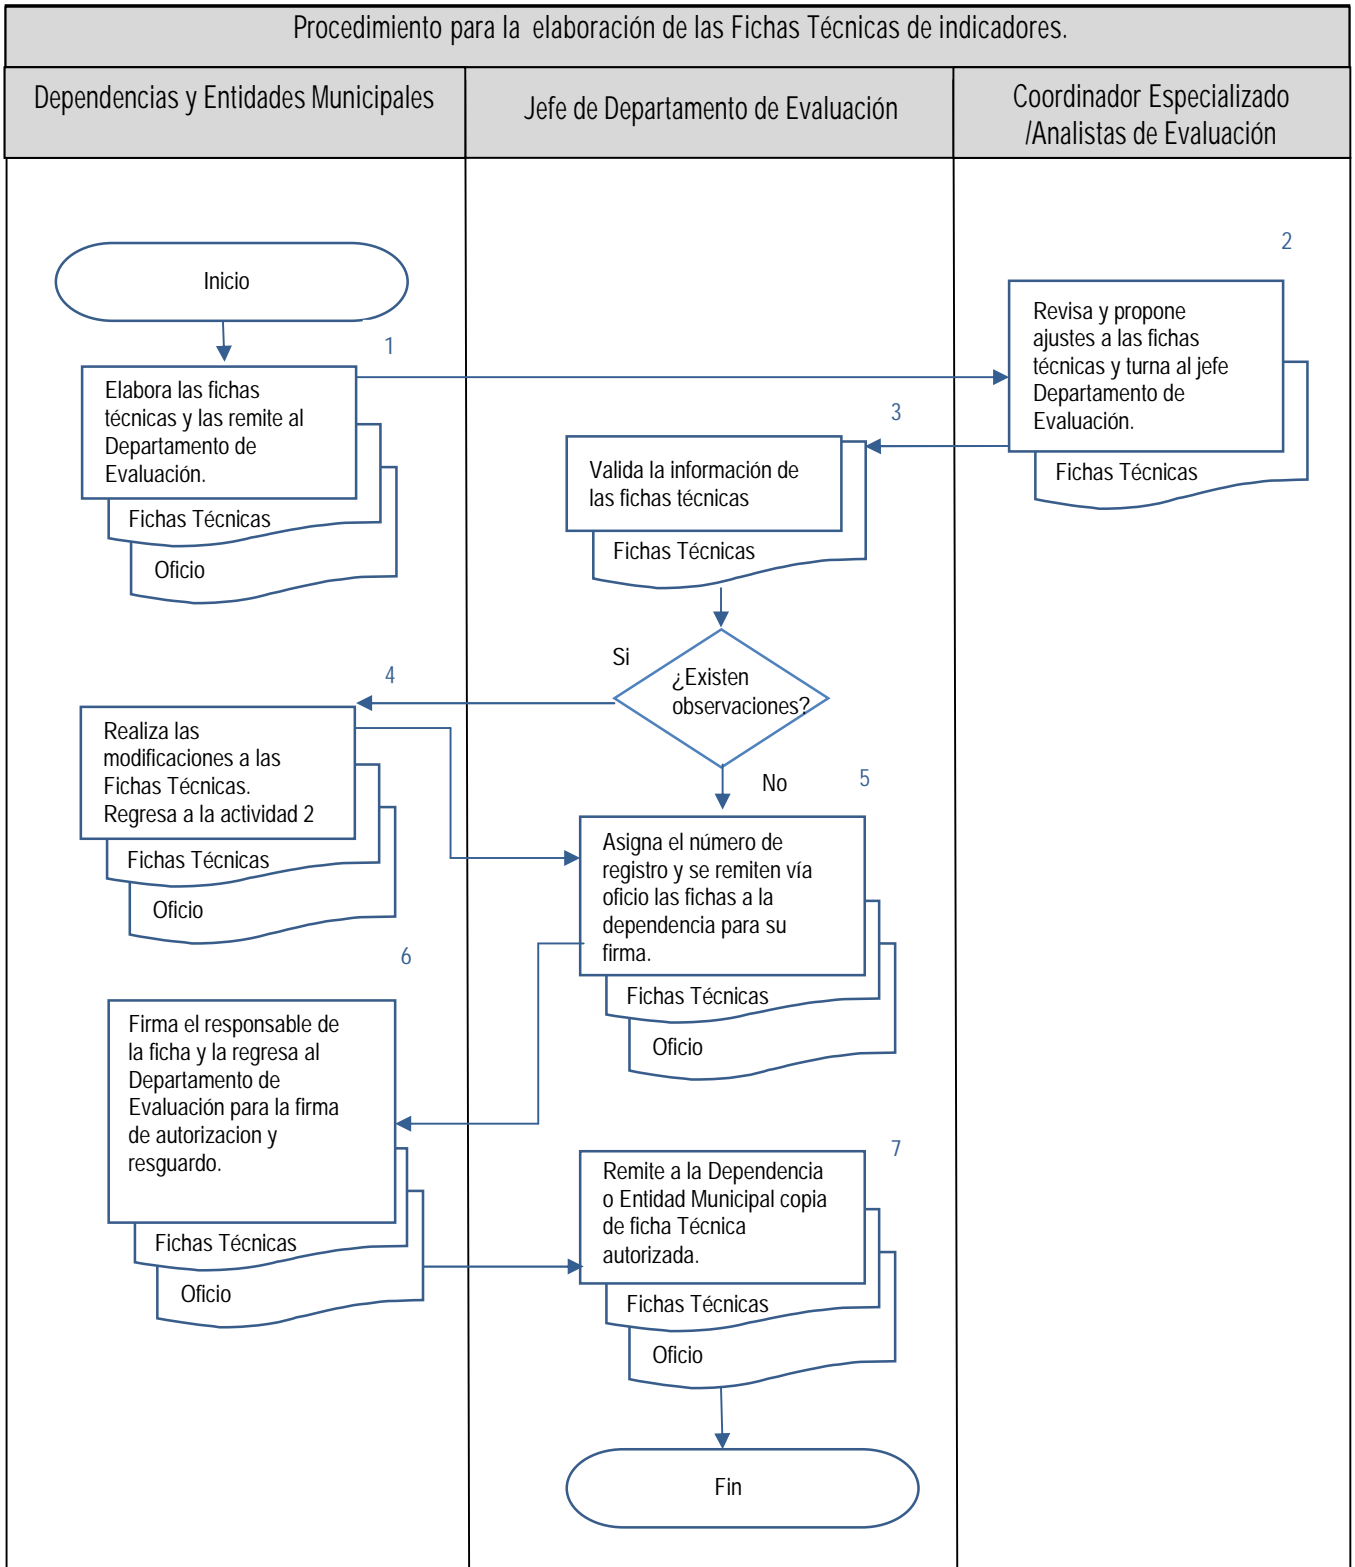 Procedimiento para la elaboración de las Fichas Técnicas de indicadores.
Dependencias y Entidades Municipales
Jefe de Departamento de Evaluación
Coordinador Especializado
/Analistas de Evaluación
Inicio
1
Elabora las fichas
técnicas y las remite al
Departamento de
Evaluación.
Fichas Técnicas
Oficio
2
Revisa y propone
ajustes a las fichas
técnicas y turna al jefe
Departamento de
Evaluación.
Fichas Técnicas
3
Valida la información de
las fichas técnicas
Fichas Técnicas
¿Existen
observaciones?
Si
No
4
Realiza las
modificaciones a las
Fichas Técnicas.
Regresa a la actividad 2
Fichas Técnicas
Oficio
5
Asigna el número de
registro y se remiten vía
oficio las fichas a la
dependencia para su
firma.
Fichas Técnicas
Oficio
6
Firma el responsable de
la ficha y la regresa al
Departamento de
Evaluación para la firma
de autorizacion y
resguardo.
Fichas Técnicas
Oficio
7
Remite a la Dependencia
o Entidad Municipal copia
de ficha Técnica
autorizada.
Fichas Técnicas
Oficio
Fin